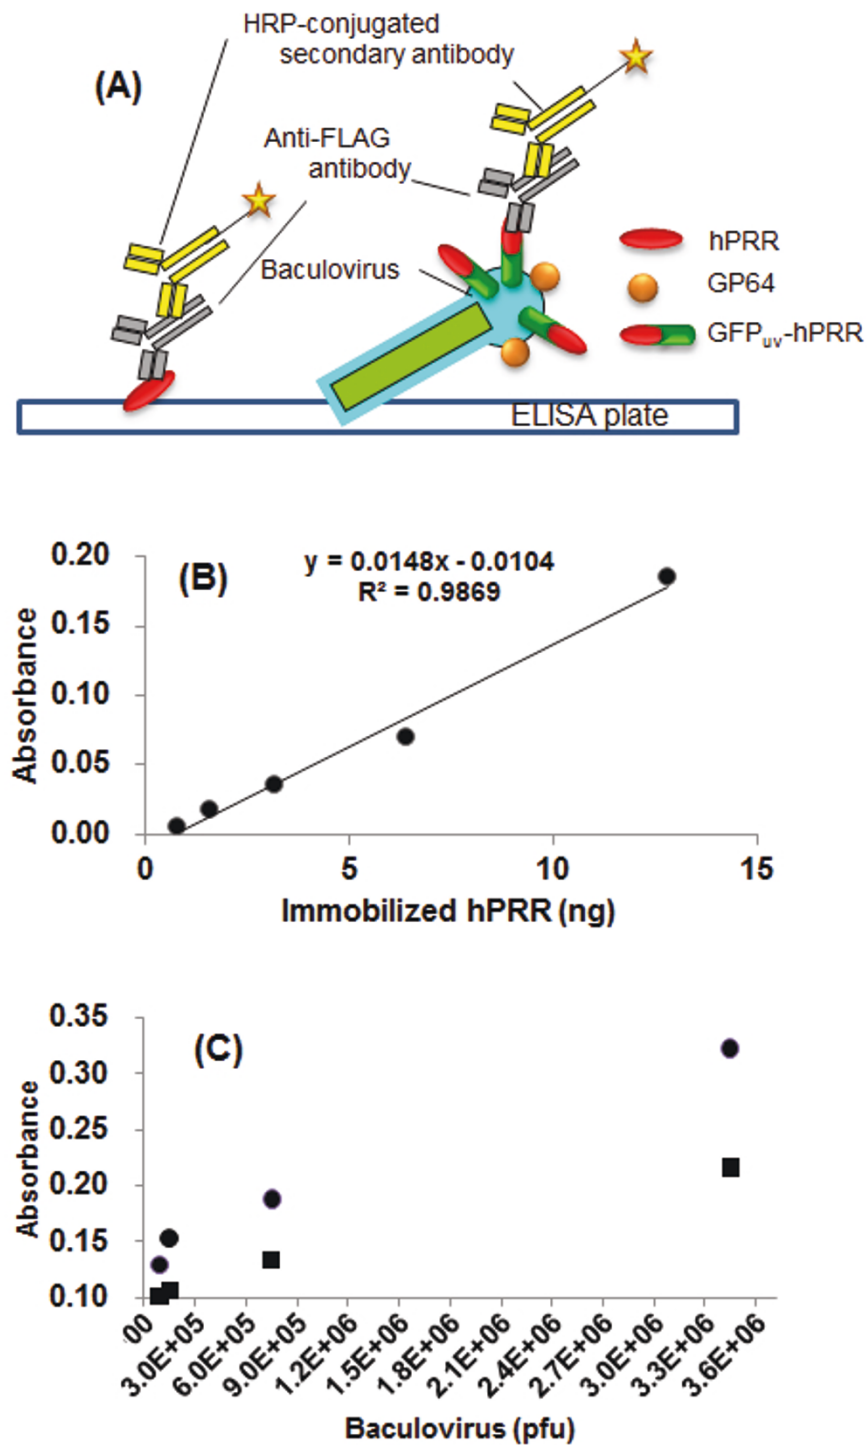 HRP-conjugated
secondary antibody
(A)
Anti-FLAG
antibody
Baculovirus
hPRR
GP64
GFPuv-hPRR
ELISA plate
(B)
y = 0.0148x - 0.0104
R² = 0.9869
0.20
0.15
0.10
0.05
0.00
Absorbance
0 5 10 15
Immobilized hPRR (ng)
(C)
0.35
0.30
0.25
0.20
0.15
0.10
Absorbance
00 3.0E+05 6.0E+05 9.0E+05 1.2E+06 1.5E+06 1.8E+06 2.1E+06 2.4E+06 2.7E+06 3.0E+06 3.3E+06 3.6E+06
Baculovirus (pfu)